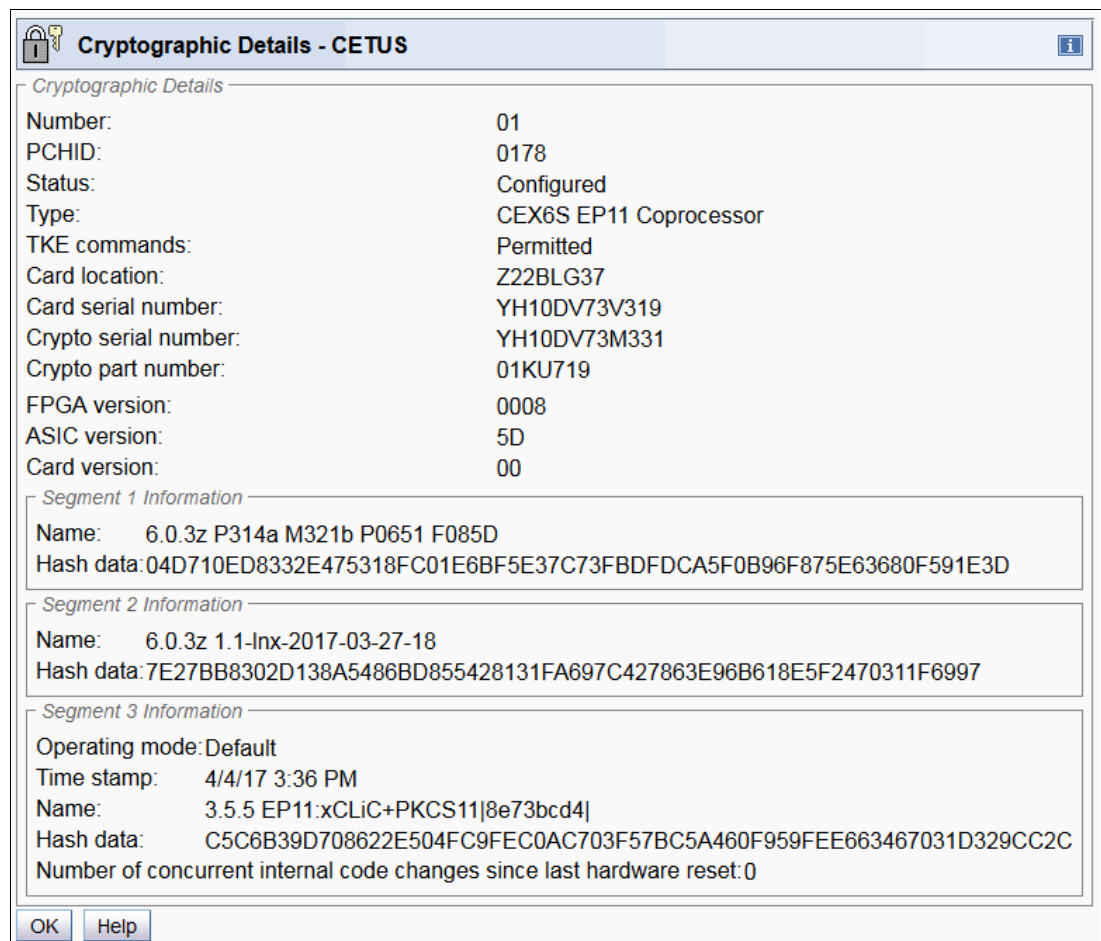 Cryptographic Details - CETUS
Cryptographic Details
Number: 01
PCHID: 0178
Status: Configured
Type: CEX6S EP11 Coprocessor
TKE commands: Permitted
Card location: Z22BLG37
Card serial number: YH10DV73V319
Crypto serial number: YH10DV73M331
Crypto part number: 01KU719
FPGA version: 0008
ASIC version: 5D
Card version: 00
Segment 1 Information
Name: 6.0.3z P314a M321b P0651 F085D
Hash data: 04D710ED8332E475318FC01E6BF5E37C73FBDFDCA5F0B96F875E63680F591E3D
Segment 2 Information
Name: 6.0.3z 1.1-lnx-2017-03-27-18
Hash data: 7E27BB8302D138A5486BD855428131FA697C427863E96B618E5F2470311F6997
Segment 3 Information
Operating mode: Default
Time stamp: 4/4/17 3:36 PM
Name: 3.5.5 EP11:xCLiC+PKCS11|8e73bcd4|
Hash data: C5C6B39D708622E504FC9FEC0AC703F57BC5A460F959FEE663467031D329CC2C
Number of concurrent internal code changes since last hardware reset: 0
OK Help